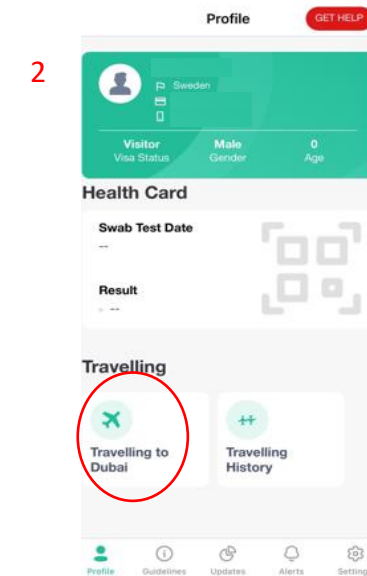 Profile
GET HELP
2
Sweden
Visitor Male 0
Visa Status Gender Age
Health Card
Swab Test Date
--
Result
--
Travelling
Travelling to
Dubai
Travelling
History
Profile Guidelines Updates Alerts Setting